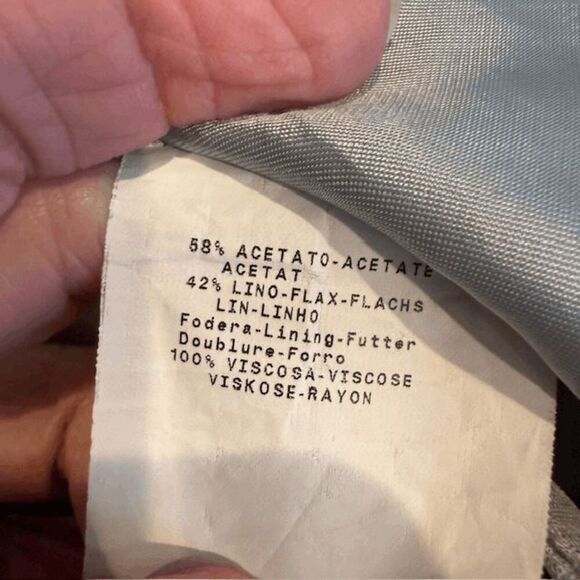 58% ACETATO-ACETATE
ACETAT
42% LINO-FLAX-FLACHS
LIN-LINHO
Fodera-Lining-Futter
Doublure-Forro
100% VISCOSA-VISCOSE
VISKOSE-RAYON